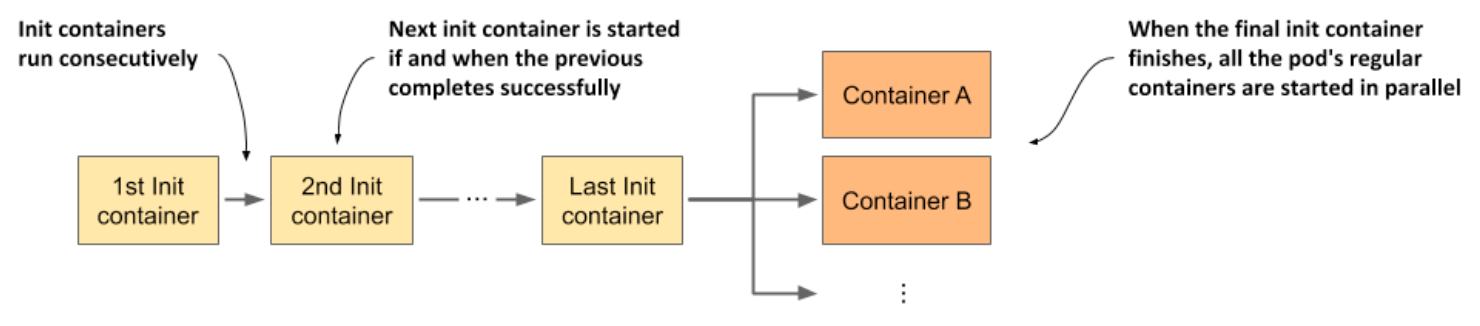 Init containers
run consecutively
Next init container is started
if and when the previous
completes successfully
When the final init container
finishes, all the pod's regular
containers are started in parallel
1st Init
container
2nd Init
container
...
Last Init
container
Container A
Container B
⋮